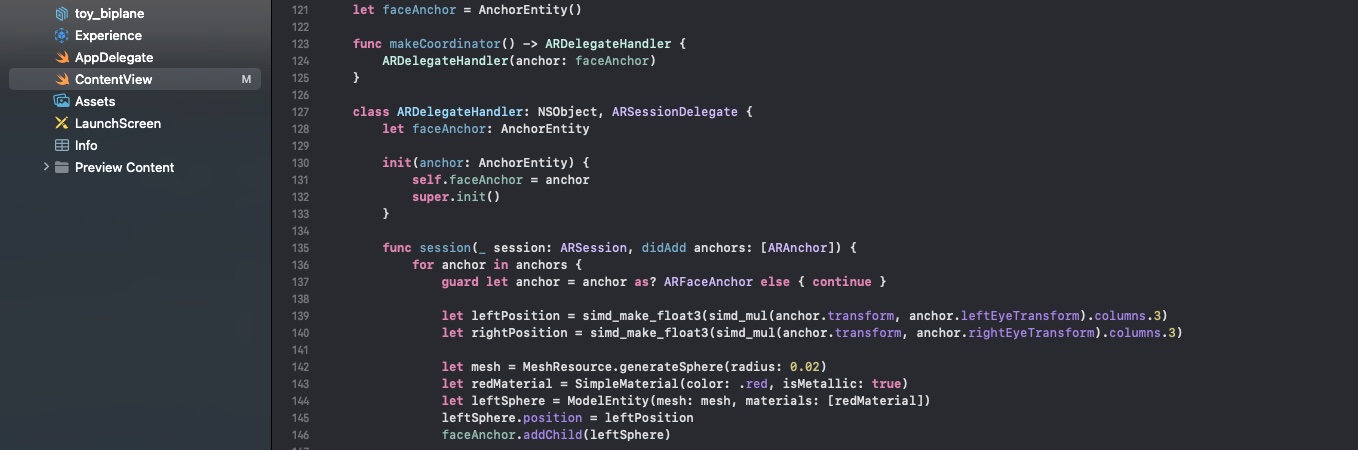 toy_biplane
Experience
AppDelegate
ContentView M
Assets
LaunchScreen
Info
Preview Content
121 let faceAnchor = AnchorEntity()
122
123 func makeCoordinator() -> ARDelegateHandler {
124 ARDelegateHandler(anchor: faceAnchor)
125 }
126
127 class ARDelegateHandler: NSObject, ARSessionDelegate {
128 let faceAnchor: AnchorEntity
129
130 init(anchor: AnchorEntity) {
131 self.faceAnchor = anchor
132 super.init()
133 }
134
135 func session(_ session: ARSession, didAdd anchors: [ARAnchor]) {
136 for anchor in anchors {
137 guard let anchor = anchor as? ARFaceAnchor else { continue }
138
139 let leftPosition = simd_make_float3(simd_mul(anchor.transform, anchor.leftEyeTransform).columns.3)
140 let rightPosition = simd_make_float3(simd_mul(anchor.transform, anchor.rightEyeTransform).columns.3)
141
142 let mesh = MeshResource.generateSphere(radius: 0.02)
143 let redMaterial = SimpleMaterial(color: .red, isMetallic: true)
144 let leftSphere = ModelEntity(mesh: mesh, materials: [redMaterial])
145 leftSphere.position = leftPosition
146 faceAnchor.addChild(leftSphere)